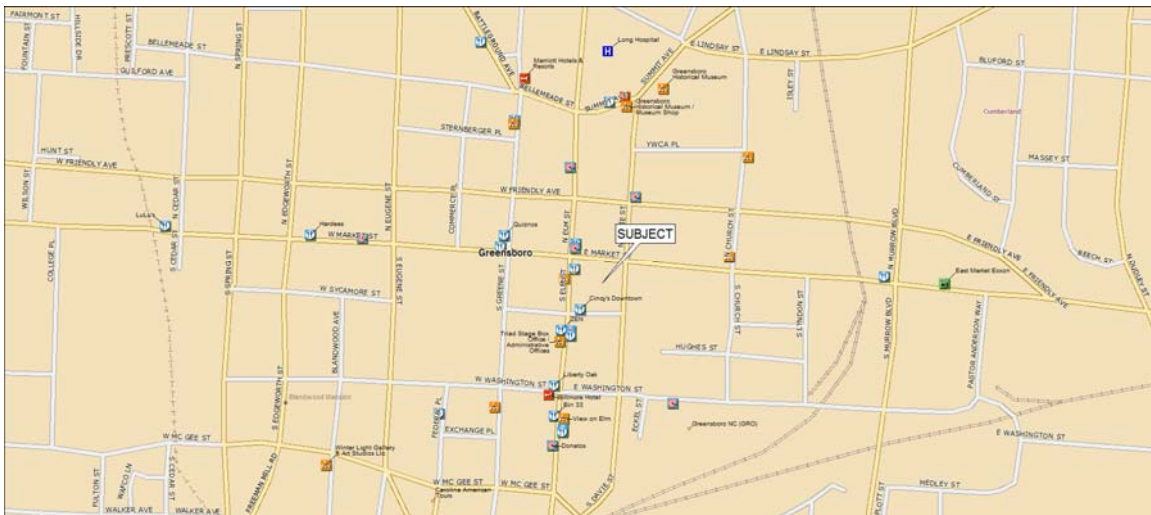 FAIRMONT ST
FOUNTAIN ST
HILLSIDE DR
PRESCOTT ST
BELLEMEADE ST
N SPRING ST
GUILFORD AVE
BATTLEGROUND AVE
Marriott Hotels &
Resorts
Long Hospital
H
E LINDSAY ST
E LINDSAY ST
SUMMIT AVE
Greensboro
Historical Museum
BELLEMEADE ST
Greensboro
Historical Museum /
Museum Shop
ISLEY ST
BLUFORD ST
Cumberland
STERNBERGER PL
YWCA PL
MASSEY ST
CUMBERLAND ST
HUNT ST
W FRIENDLY AVE
W FRIENDLY AVE
WILSON ST
N CEDAR ST
N EDGEWORTH ST
N EUGENE ST
COMMERCE PL
N ELM ST
N CHURCH ST
N MURROW BLVD
E FRIENDLY AVE
BEECH ST
N DUDLEY ST
LuLu's
Hardees
W MARKET ST
Quiznos
Greensboro
E MARKET
SUBJECT
COLLEGE PL
S CEDAR ST
S SPRING ST
S EUGENE ST
S GREENE ST
S ELM ST
East Market Exxon
E FRIENDLY AVE
W SYCAMORE ST
Cincy's Downtown
BLANDWOOD AVE
Triad Stage Box
Office /
Administrative
Offices
S CHURCH ST
S LYNDON ST
S MURROW BLVD
PASTOR ANDERSON WAY
HUGHES ST
S EDGEWORTH ST
Blandwood Mansion
W WASHINGTON ST
Liberty Oak
E WASHINGTON ST
Biltmore Hotel
Bin 33
View on Elm
FEDERAL PL
EXCHANGE PL
ECKEL ST
Greensboro NC (GRO)
E WASHINGTON ST
W MC GEE ST
Donatos
Winter Light Gallery
& Art Studios Llc
FULTON ST
WAFCO LN
S CEDAR ST
FREEMAN MILL RD
W MC GEE ST
W MC GEE ST
Carolina American
Tours
S DAVIE ST
PLOTT ST
MEDLEY ST
WALKER AVE
WALKER AVE